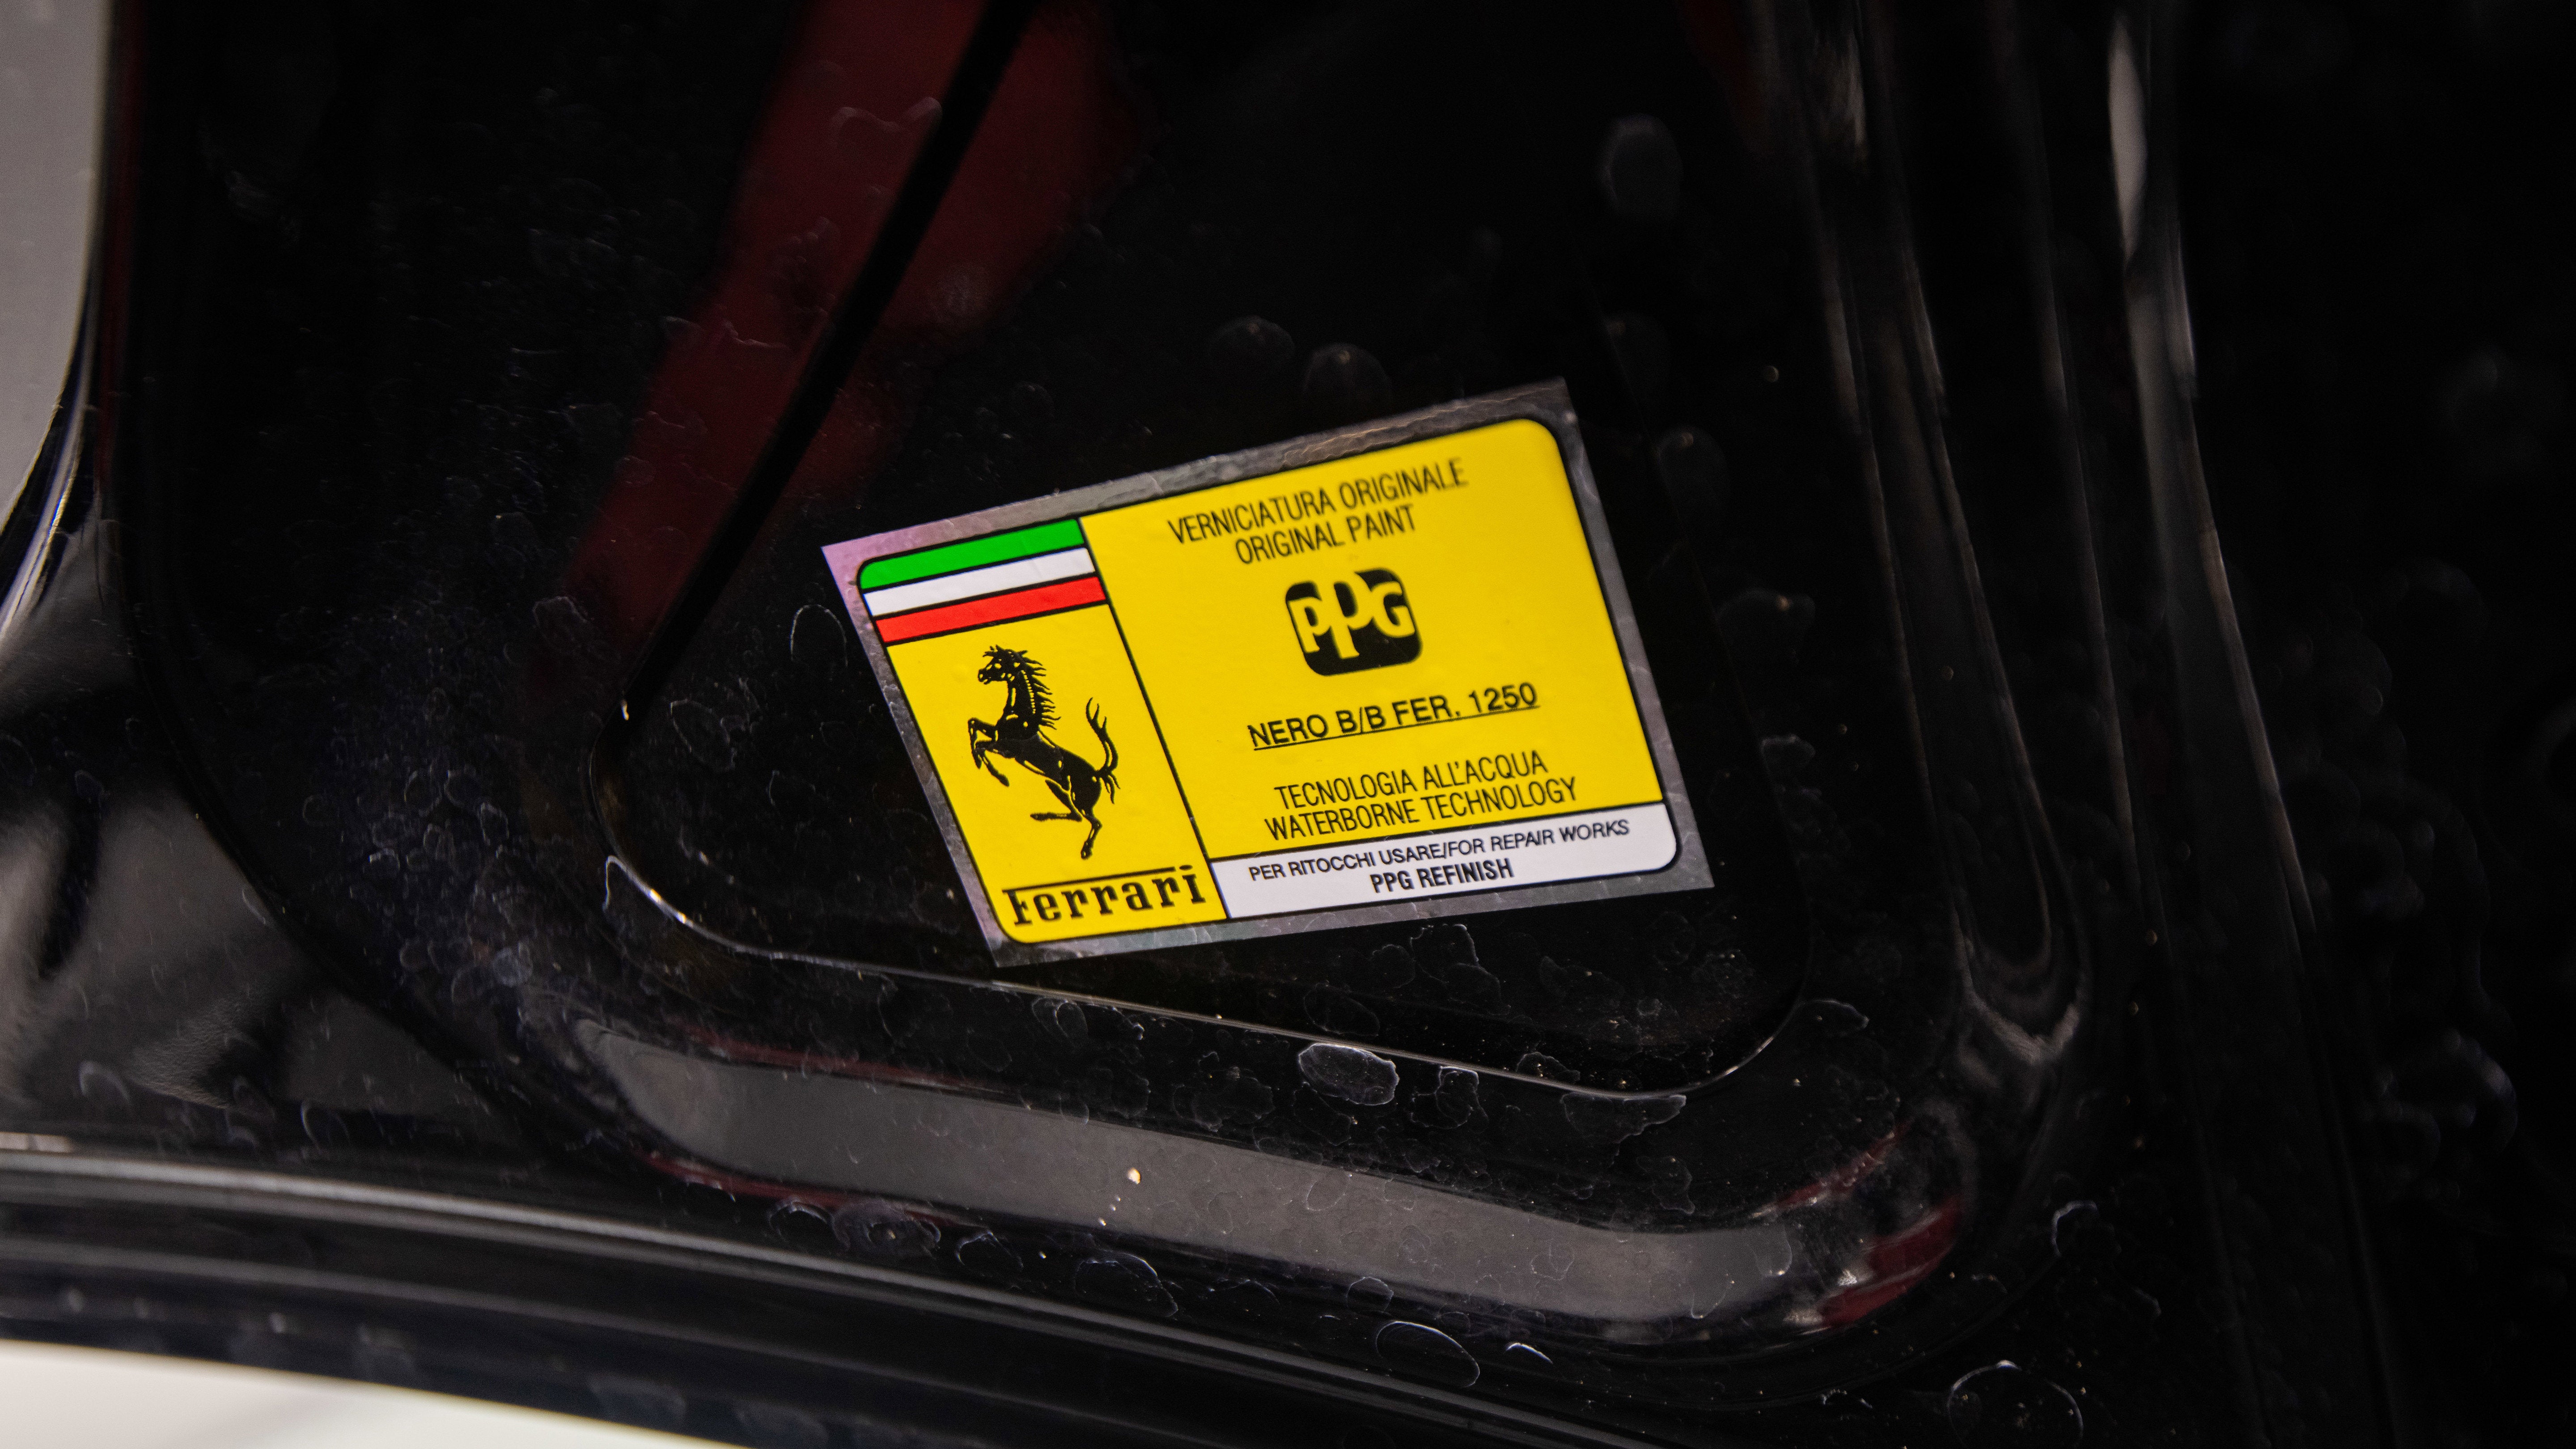 VERNICIATURA ORIGINALE
ORIGINAL PAINT
PPG
NERO B/B FER. 1250
TECNOLOGIA ALL'ACQUA
WATERBORNE TECHNOLOGY
PER RITOCCHI USARE/FOR REPAIR WORKS
PPG REFINISH
Ferrari